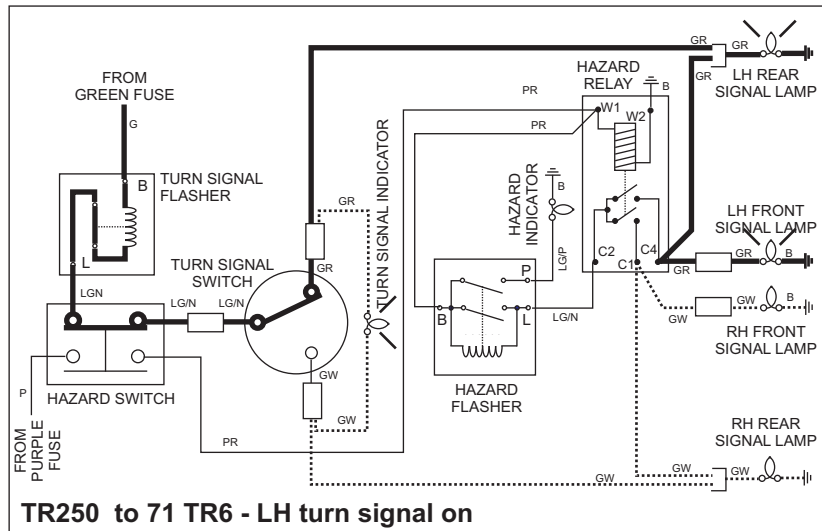 GR
GR
LH REAR
SIGNAL LAMP
GR
HAZARD
RELAY
B
FROM
GREEN FUSE
G
PR
PR
W1
W2
B
TURN SIGNAL
FLASHER
L
LGN
GR
TURN SIGNAL INDICATOR
HAZARD
INDICATOR
B
LG/P
LH FRONT
SIGNAL LAMP
C2
C1
C4
GR
GR
B
TURN SIGNAL
SWITCH
GR
LG/N
LG/N
P
B
L
LG/N
HAZARD
FLASHER
GW
GW
B
RH FRONT
SIGNAL LAMP
P
HAZARD SWITCH
FROM
PURPLE
FUSE
PR
GW
GW
RH REAR
SIGNAL LAMP
GW
GW
GW
TR250 to 71 TR6 - LH turn signal on